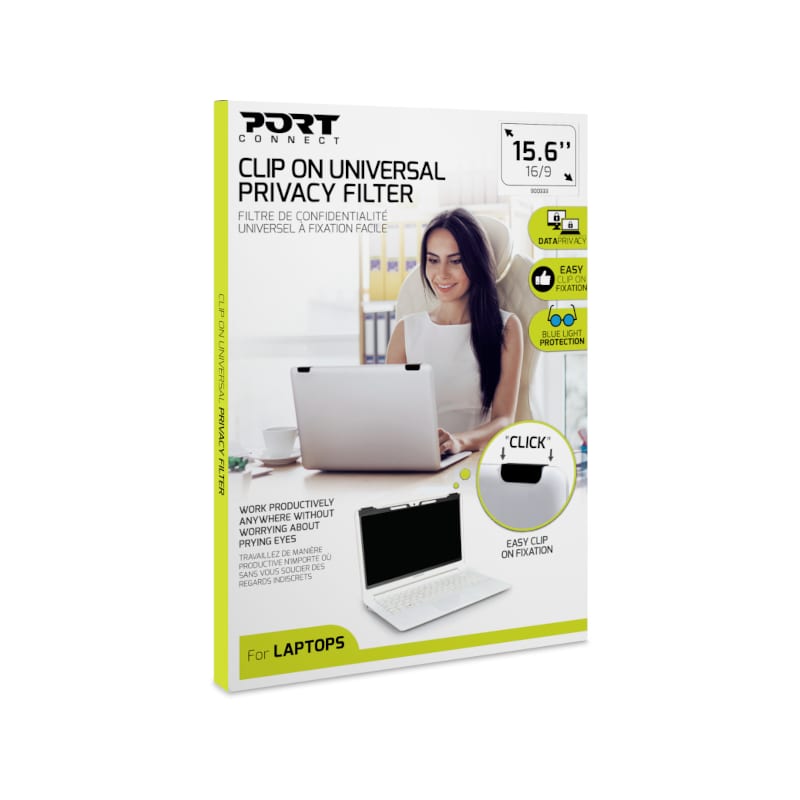 PORT
CONNECT
CLIP ON UNIVERSAL
PRIVACY FILTER
FILTRE DE CONFIDENTIALITÉ
UNIVERSEL À FIXATION FACILE
15.6’’
16/9
900333
DATAPRIVACY
EASY
CLIP ON
FIXATION
BLUE LIGHT
PROTECTION
CLIP ON UNIVERSAL PRIVACY FILTER
"CLICK"
EASY CLIP
ON FIXATION
WORK PRODUCTIVELY
ANYWHERE WITHOUT
WORRYING ABOUT
PRYING EYES
TRAVAILLEZ DE MANIÈRE
PRODUCTIVE N'IMPORTE OÙ
SANS VOUS SOUCIER DES
REGARDS INDISCRETS
For LAPTOPS